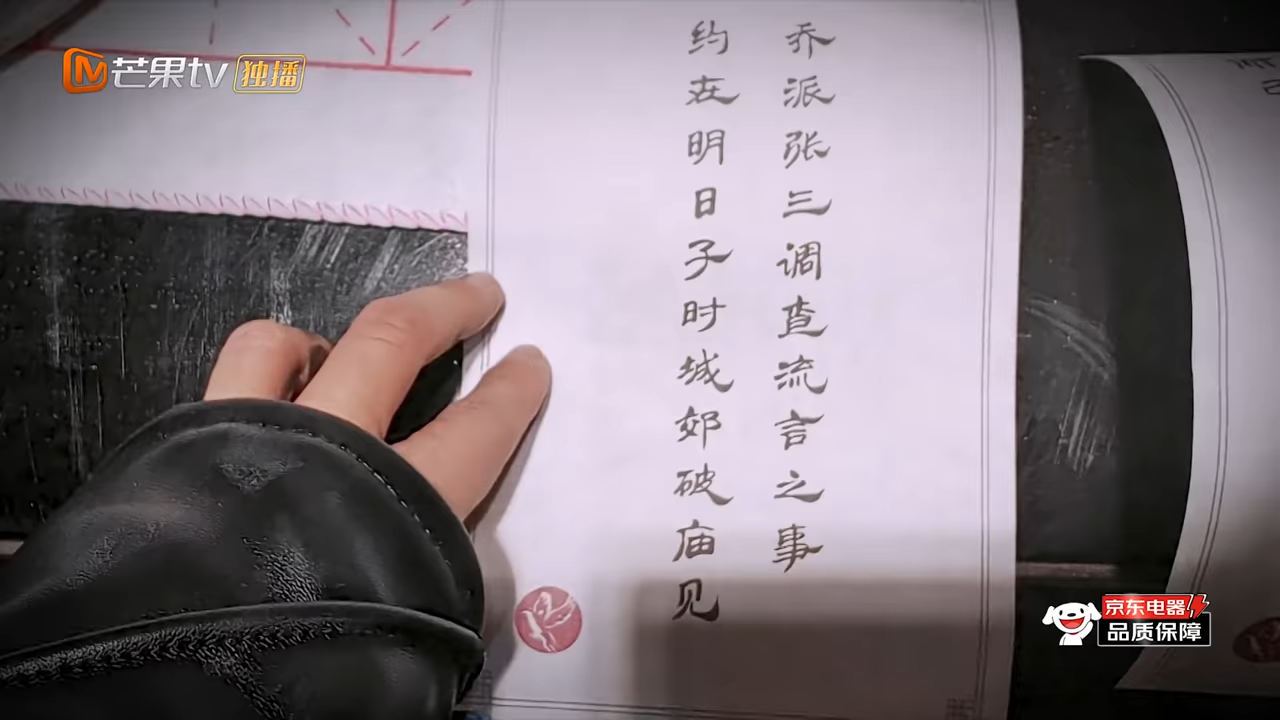 芒果tv 独播
乔派张三调查流言之事
约在明日子时城郊破庙见
京东电器
品质保障